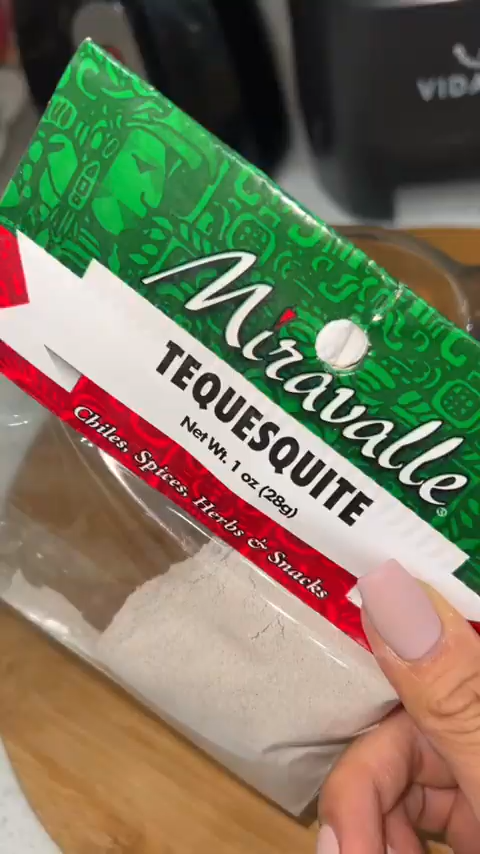 Miravalle
TEQUESQUITE
Net Wt. 1 oz (28g)
Chiles, Spices, Herbs & Snacks